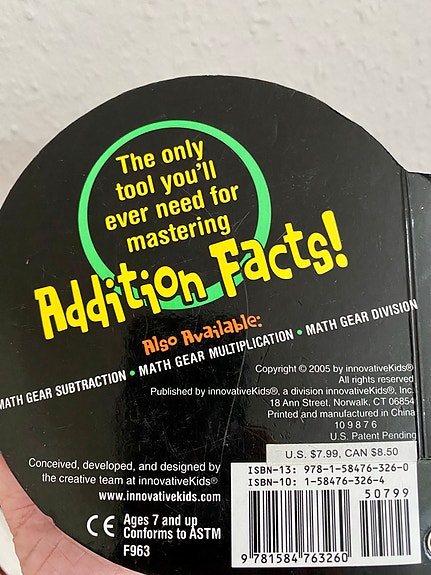 The only
tool you'll
ever need for
mastering
Addition Facts!
Also Available:
MATH GEAR SUBTRACTION • MATH GEAR MULTIPLICATION • MATH GEAR DIVISION
Copyright © 2005 by innovativeKids®
All rights reserved
Published by innovativeKids®, a division innovativeKids®, Inc.
18 Ann Street, Norwalk, CT 06854
Printed and manufactured in China
10 9 8 7 6
U.S. Patent Pending
U.S. $7.99, CAN $8.50
Conceived, developed, and designed by
the creative team at innovativeKids®
www.innovativekids.com
CE Ages 7 and up
Conforms to ASTM
F963
ISBN-13: 978-1-58476-326-0
ISBN-10: 1-58476-326-4
50799
9 781584 763260